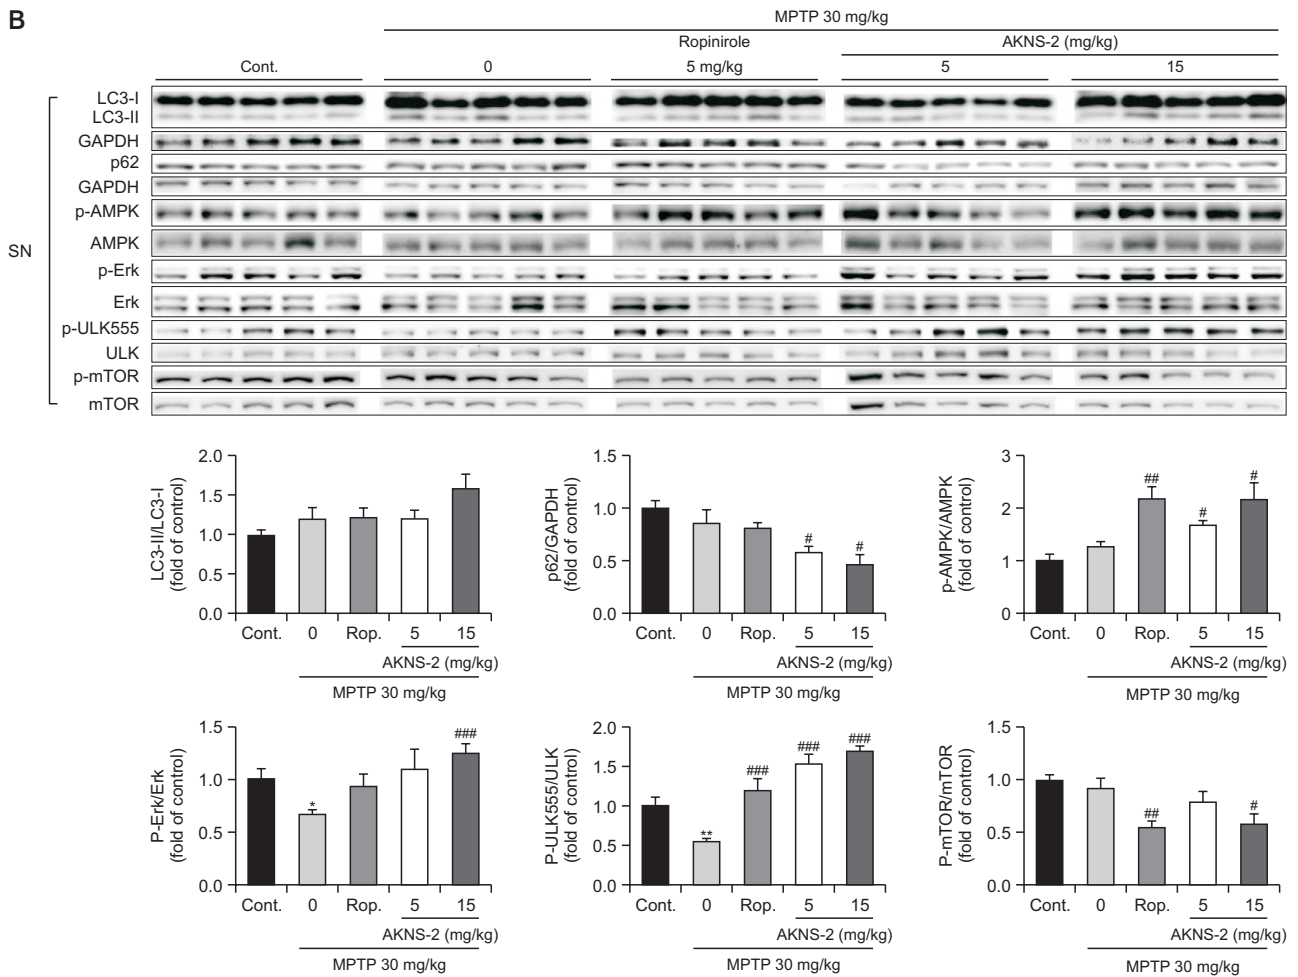 B
MPTP 30 mg/kg
Ropinirole AKNS-2 (mg/kg)
Cont. 0 5 mg/kg 5 15
SN
LC3-I
LC3-II
GAPDH
p62
GAPDH
p-AMPK
AMPK
p-Erk
Erk
p-ULK555
ULK
p-mTOR
mTOR
LC3-II/LC3-I
(fold of control)
2.0
1.5
1.0
0.5
0.0
Cont. 0 Rop. 5 15
AKNS-2 (mg/kg)
MPTP 30 mg/kg
p62/GAPDH
(fold of control)
1.5
1.0
0.5
0.0
# #
Cont. 0 Rop. 5 15
AKNS-2 (mg/kg)
MPTP 30 mg/kg
p-AMPK/AMPK
(fold of control)
3
2
1
0
## # #
Cont. 0 Rop. 5 15
AKNS-2 (mg/kg)
MPTP 30 mg/kg
P-Erk/Erk
(fold of control)
1.5
1.0
0.5
0.0
* ###
Cont. 0 Rop. 5 15
AKNS-2 (mg/kg)
MPTP 30 mg/kg
P-ULK555/ULK
(fold of control)
2.0
1.5
1.0
0.5
0.0
** ### ### ###
Cont. 0 Rop. 5 15
AKNS-2 (mg/kg)
MPTP 30 mg/kg
P-mTOR/mTOR
(fold of control)
1.5
1.0
0.5
0.0
## #
Cont. 0 Rop. 5 15
AKNS-2 (mg/kg)
MPTP 30 mg/kg